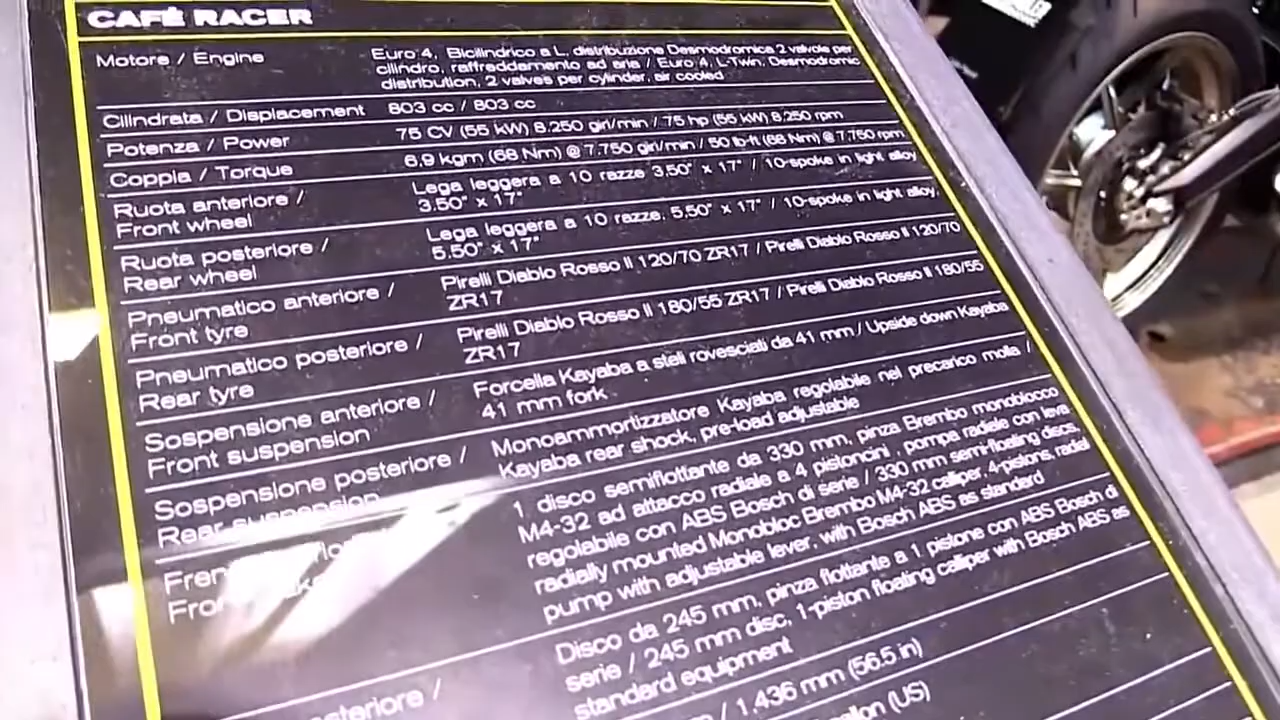 CAFÉ RACER
Motore / Engine
Euro 4, Bicilindrico a L, distribuzione Desmodromica 2 valvole per
cilindro, raffreddamento ad aria / Euro 4, L-Twin, Desmodromic
distribution, 2 valves per cylinder, air cooled
Cilindrata / Displacement
803 cc / 803 cc
Potenza / Power
75 CV (55 kW) 8.250 giri/min / 75 hp (55 kW) 8.250 rpm
Coppia / Torque
6,9 kgm (68 Nm) @ 7.750 giri/min / 50 lb-ft (68 Nm) @ 7.750 rpm
Ruota anteriore /
Front wheel
Lega leggera a 10 razze 3.50" x 17" / 10-spoke in light alloy
3.50" x 17"
Ruota posteriore /
Rear wheel
Lega leggera a 10 razze, 5,50" x 17" / 10-spoke in light alloy,
5.50" x 17"
Pneumatico anteriore /
Front tyre
Pirelli Diablo Rosso II 120/70 ZR17 / Pirelli Diablo Rosso II 120/70
ZR17
Pneumatico posteriore /
Rear tyre
Pirelli Diablo Rosso II 180/55 ZR17 / Pirelli Diablo Rosso II 180/55
ZR17
Sospensione anteriore /
Front suspension
Forcella Kayaba a steli rovesciati da 41 mm / Upside down Kayaba
41 mm fork
Sospensione posteriore /
Rear suspension
Monoammortizzatore Kayaba regolabile nel precarico molla /
Kayaba rear shock, pre-load adjustable
1 disco semiflottante da 330 mm, pinza Brembo monoblocco
M4-32 ad attacco radiale a 4 pistoncini , pompa radiale con leva
regolabile con ABS Bosch di serie / 330 mm semi-floating discs,
radially mounted Monobloc Brembo M4-32 calliper, 4-pistons, radial
pump with adjustable lever, with Bosch ABS as standard
Disco da 245 mm, pinza flottante a 1 pistone con ABS Bosch di
serie / 245 mm disc, 1-piston floating calliper with Bosch ABS as
standard equipment
/ 1.436 mm (56.5 in)
(US)